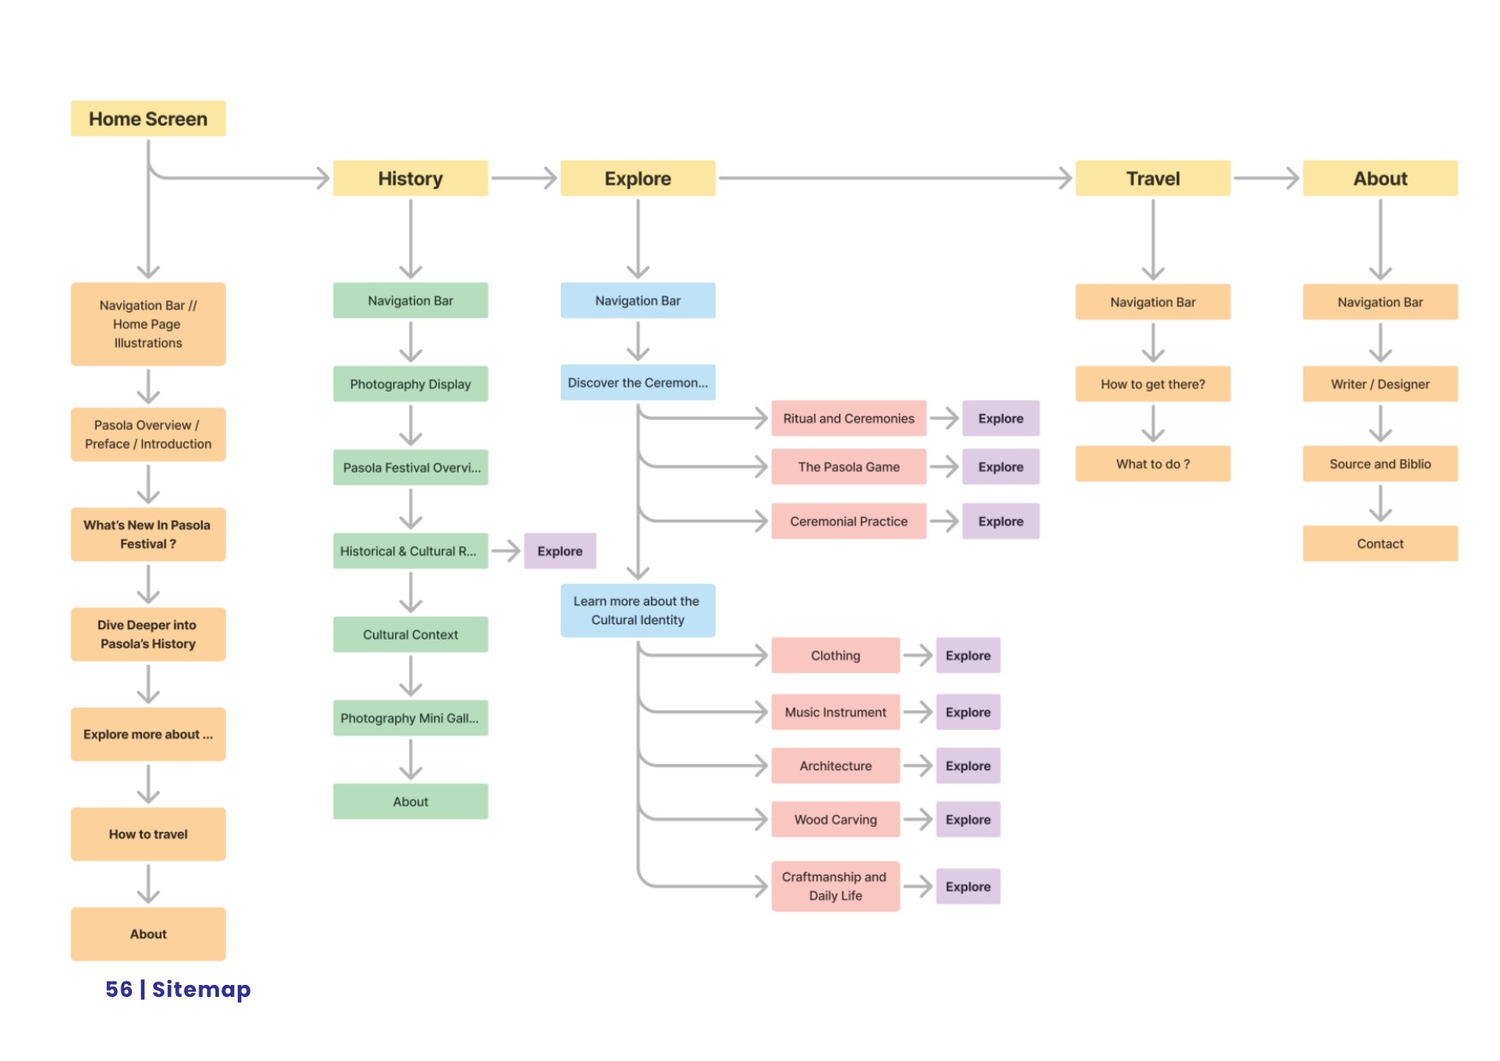 Home Screen
History
Explore
Travel
About
Navigation Bar //
Home Page
Illustrations
Pasola Overview /
Preface / Introduction
What's New In Pasola
Festival ?
Dive Deeper into
Pasola's History
Explore more about ...
How to travel
About
Navigation Bar
Photography Display
Pasola Festival Overvi...
Historical & Cultural R...
Explore
Cultural Context
Photography Mini Gall...
About
Navigation Bar
Discover the Ceremon...
Ritual and Ceremonies
Explore
The Pasola Game
Explore
Ceremonial Practice
Explore
Learn more about the
Cultural Identity
Clothing
Explore
Music Instrument
Explore
Architecture
Explore
Wood Carving
Explore
Craftmanship and
Daily Life
Explore
Navigation Bar
How to get there?
What to do ?
Navigation Bar
Writer / Designer
Source and Biblio
Contact
56 | Sitemap